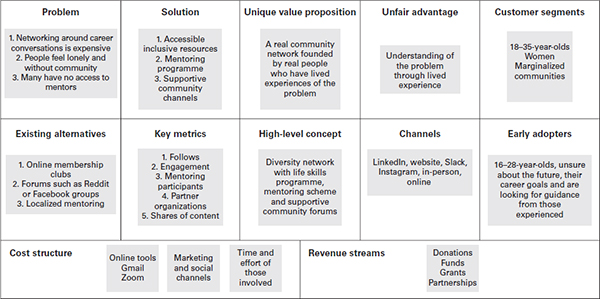 Problem
1. Networking around career
conversations is expensive
2. People feel lonely and
without community
3. Many have no access to
mentors
Solution
1. Accessible
inclusive resources
2. Mentoring
programme
3. Supportive
community
channels
Unique value proposition
A real community
network founded
by real people
who have lived
experiences of the
problem
Unfair advantage
Understanding of
the problem
through lived
experience
Customer segments
18–35-year-olds
Women
Marginalized
communities
Existing alternatives
1. Online membership
clubs
2. Forums such as Reddit
or Facebook groups
3. Localized mentoring
Key metrics
1. Follows
2. Engagement
3. Mentoring
participants
4. Partner
organizations
5. Shares of content
High-level concept
Diversity network
with life skills
programme,
mentoring scheme
and supportive
community forums
Channels
LinkedIn, website, Slack,
Instagram, in-person,
online
Early adopters
16–28-year-olds, unsure
about the future, their
career goals and are
looking for guidance
from those
experienced
Cost structure
Online tools
Gmail
Zoom
Marketing
and social
channels
Time and
effort of
those
involved
Revenue streams
Donations
Funds
Grants
Partnerships